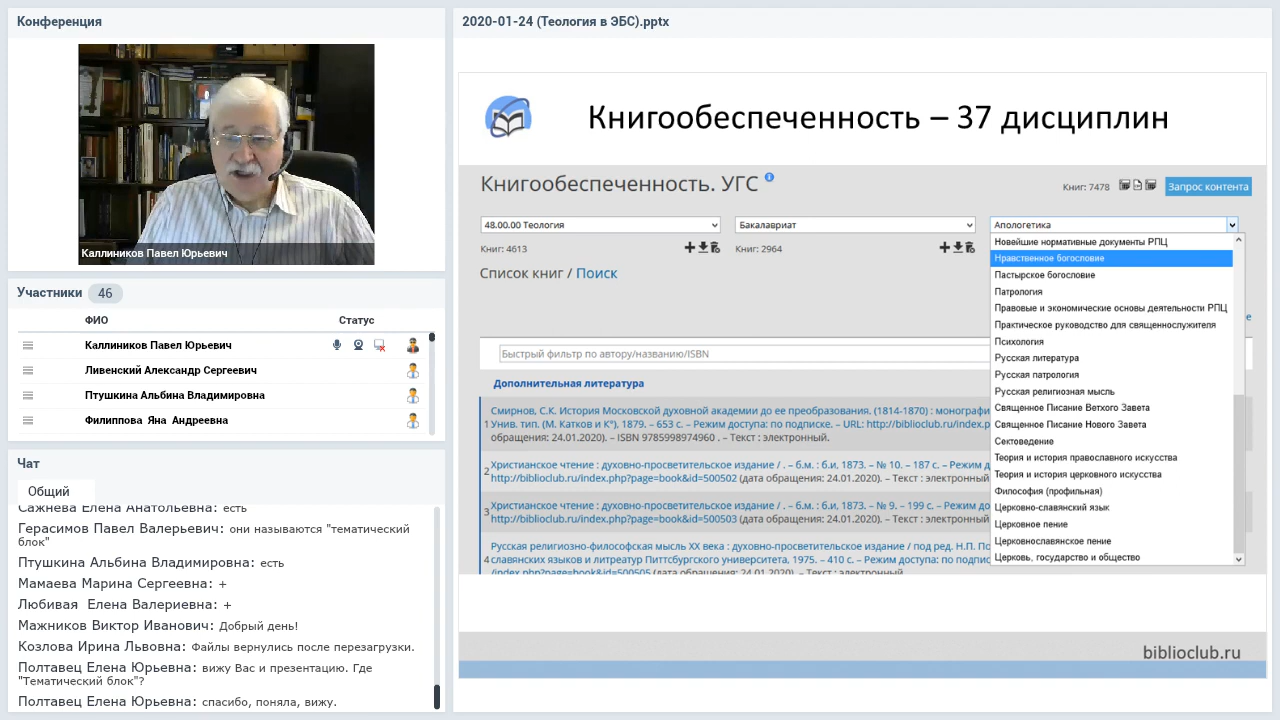 Конференция
Каллиников Павел Юрьевич
Участники 46
ФИО Статус
Каллиников Павел Юрьевич
Ливенский Александр Сергеевич
Птушкина Альбина Владимировна
Филиппова Яна Андреевна
Чат
Общий
Сажнева Елена Анатольевна: есть
Герасимов Павел Валерьевич: они называются "тематический
блок"
Птушкина Альбина Владимировна: есть
Мамаева Марина Сергеевна: +
Любивая Елена Валериевна: +
Мажников Виктор Иванович: Добрый день!
Козлова Ирина Львовна: Файлы вернулись после перезагрузки.
Полтавец Елена Юрьевна: вижу Вас и презентацию. Где
"Тематический блок"?
Полтавец Елена Юрьевна: спасибо, поняла, вижу.
2020-01-24 (Теология в ЭБС).pptx
Книгообеспеченность – 37 дисциплин
Книгообеспеченность. УГС
Книг: 7478 Запрос контента
48.00.00 Теология Бакалавриат Апологетика
Книг: 4613 Книг: 2964
Список книг / Поиск
Быстрый фильтр по автору/названию/ISBN
Дополнительная литература
1 Смирнов, С.К. История Московской духовной академии до ее преобразования. (1814-1870) : монографи
Унив. тип. (М. Катков и К°). 1879. – 653 с. – Режим доступа: по подписке. – URL: http://biblioclub.ru/index.p
обращения: 24.01.2020). – ISBN 9785998974960 . – Текст : электронный.
2 Христианское чтение : духовно-просветительское издание / . – б.м. : б.и, 1873. – № 10. – 187 с. – Режим д
http://biblioclub.ru/index.php?page=book&id=500502 (дата обращения: 24.01.2020). – Текст : электронный
3 Христианское чтение : духовно-просветительское издание / . – б.м. : б.и, 1873. – № 9. – 199 с. – Режим до
http://biblioclub.ru/index.php?page=book&id=500503 (дата обращения: 24.01.2020). – Текст : электронный.
4 Русская религиозно-философская мысль XX века : духовно-просветительское издание / под ред. Н.П. По
славянских языков и литреатур Питтсбургского университета, 1975. – 410 с. – Режим доступа: по подпис
/index.php?page=book&id=500505 (дата обращения: 24.01.2020). – Текст : электронный.
Новейшие нормативные документы РПЦ
Нравственное богословие
Пастырское богословие
Патрология
Правовые и экономические основы деятельности РПЦ
Практическое руководство для священнослужителя
Психология
Русская литература
Русская патрология
Русская религиозная мысль
Священное Писание Ветхого Завета
Священное Писание Нового Завета
Сектоведение
Теория и история православного искусства
Теория и история церковного искусства
Философия (профильная)
Церковно-славянский язык
Церковное пение
Церковнославянское пение
Церковь, государство и общество
е
biblioclub.ru